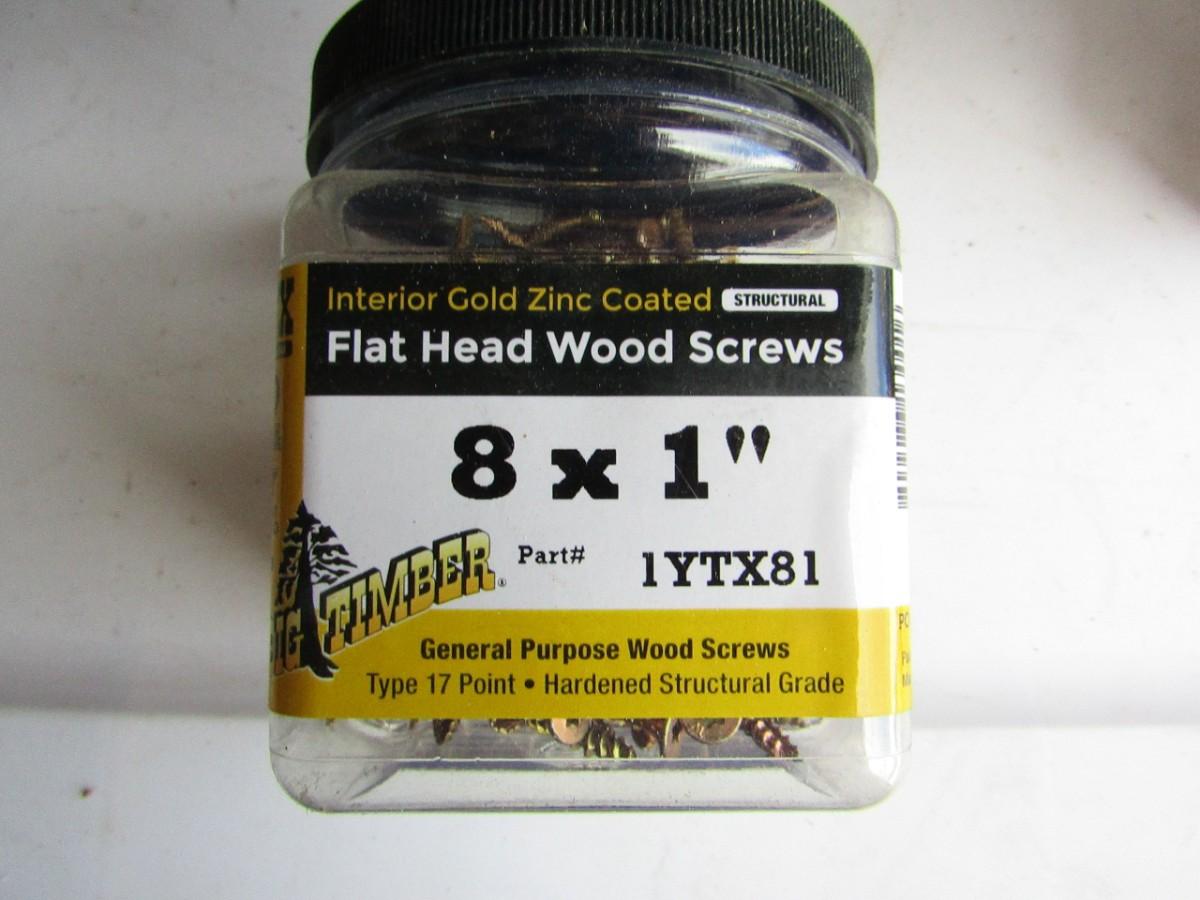 Interior Gold Zinc Coated STRUCTURAL
Flat Head Wood Screws
8 x 1"
TIMBER®
Part# 1YTX81
General Purpose Wood Screws
Type 17 Point • Hardened Structural Grade